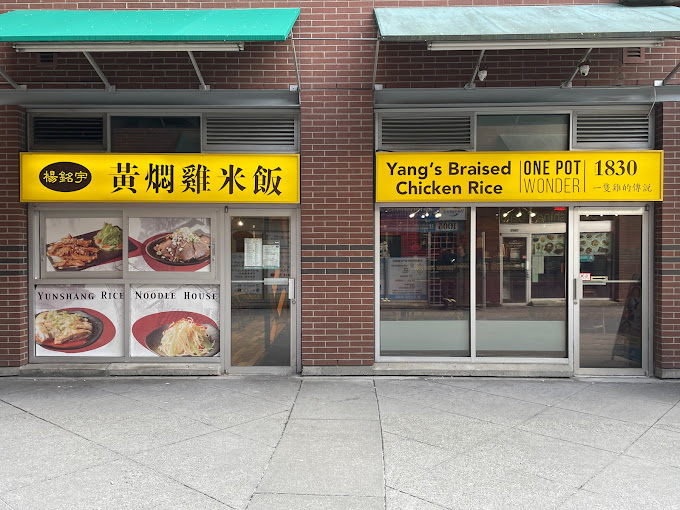 楊銘宇
黃燜雞米飯
YUNSHANG RICE NOODLE HOUSE
Yang's Braised
Chicken Rice
ONE POT
WONDER
1830
一隻雞的傳說